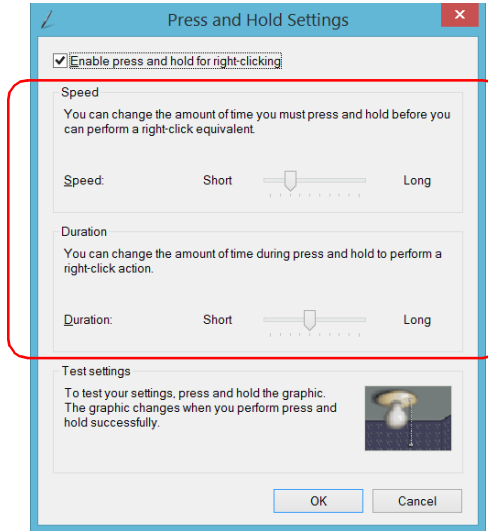 Press and Hold Settings
Enable press and hold for right-clicking
Speed
You can change the amount of time you must press and hold before you
can perform a right-click equivalent.
Speed: Short Long
Duration
You can change the amount of time during press and hold to perform a
right-click action.
Duration: Short Long
Test settings
To test your settings, press and hold the graphic.
The graphic changes when you perform press and
hold successfully.
OK Cancel